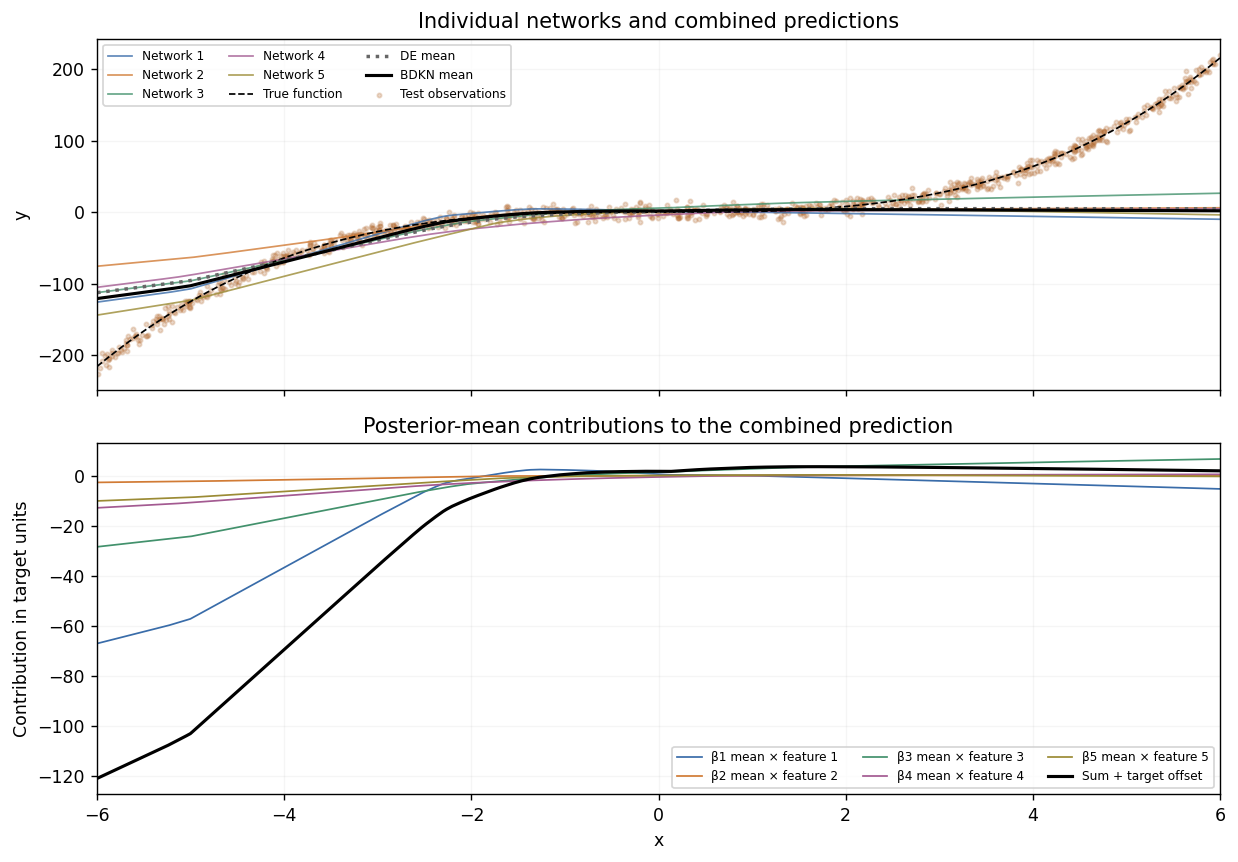 Individual networks and combined predictions
Network 1
Network 2
Network 3
Network 4
Network 5
True function
DE mean
BDKN mean
Test observations
200
100
0
−100
−200
y
Posterior-mean contributions to the combined prediction
0
−20
−40
−60
−80
−100
−120
Contribution in target units
β1 mean × feature 1
β2 mean × feature 2
β3 mean × feature 3
β4 mean × feature 4
β5 mean × feature 5
Sum + target offset
−6 −4 −2 0 2 4 6
x